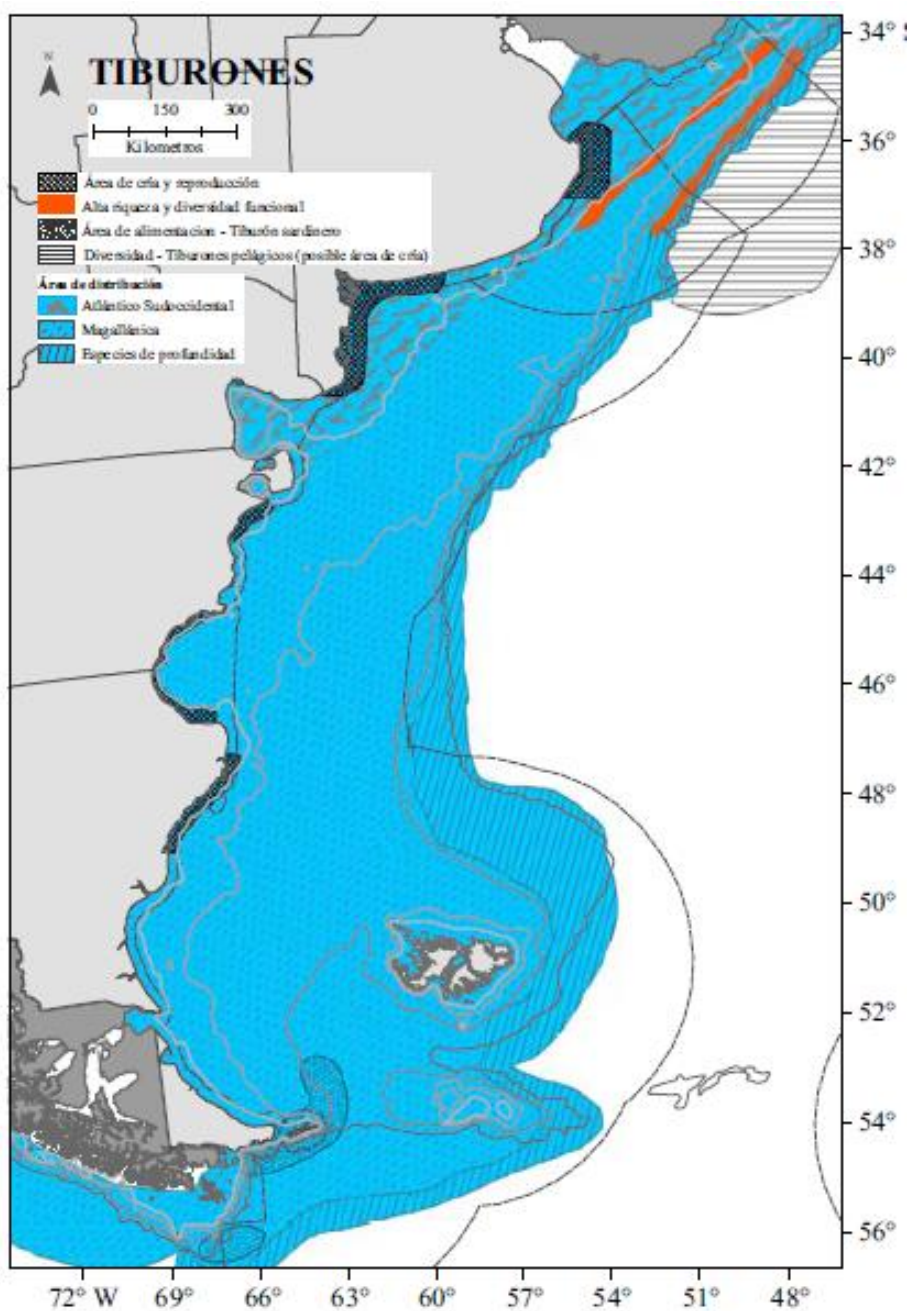 N
TIBURONES
0 150 300
Kilometros
Área de cría y reproducción
Alta riqueza y diversidad funcional
Área de alimentacion - Tiburón sardinero
Diversidad - Tiburones pelágicos (posible área de cría)
Área de distribución
Atlántico Sudoccidental
Magallánica
Especies de profundidad
34°
36°
38°
40°
42°
44°
46°
48°
50°
52°
54°
56°
72° W 69° 66° 63° 60° 57° 54° 51° 48°